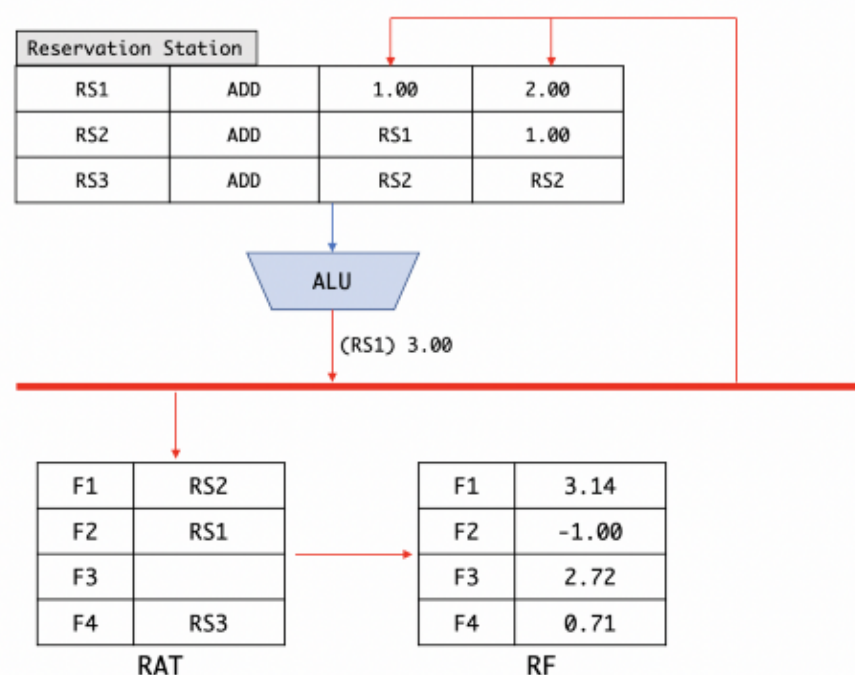 Reservation Station
RS1 ADD 1.00 2.00
RS2 ADD RS1 1.00
RS3 ADD RS2 RS2
ALU
(RS1) 3.00
F1 RS2
F2 RS1
F3
F4 RS3
RAT
F1 3.14
F2 -1.00
F3 2.72
F4 0.71
RF